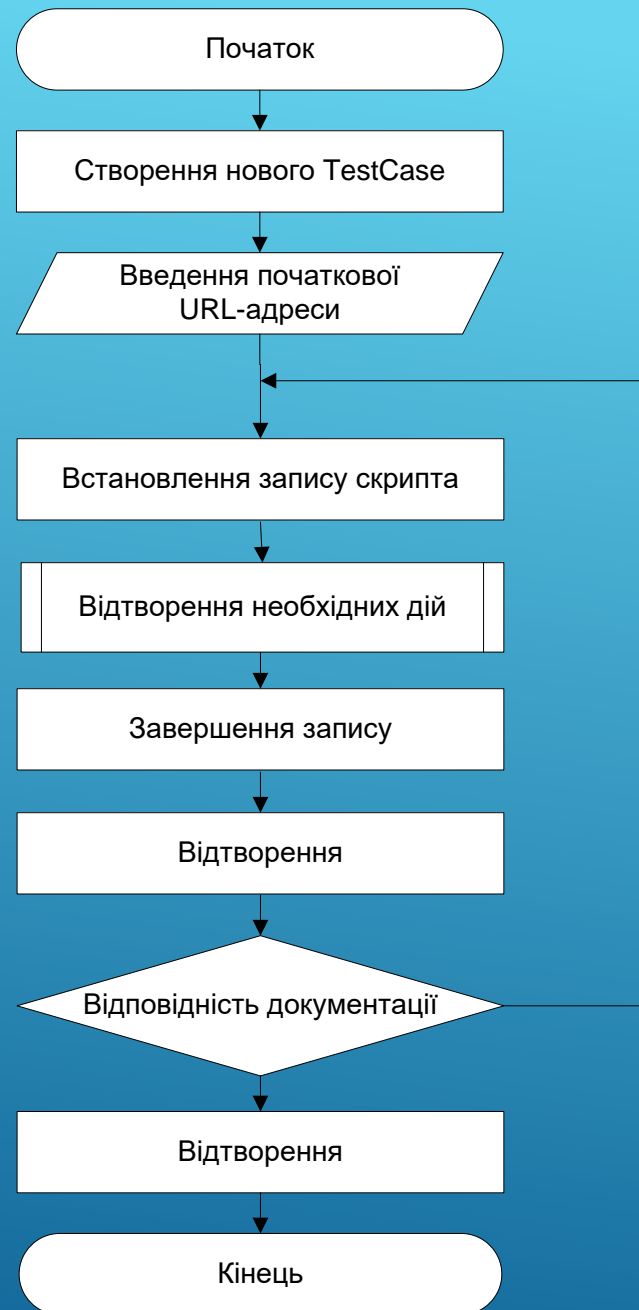 Початок
Створення нового TestCase
Введення початкової
URL-адреси
Встановлення запису скрипта
Відтворення необхідних дій
Завершення запису
Відтворення
Відповідність документації
Відтворення
Кінець